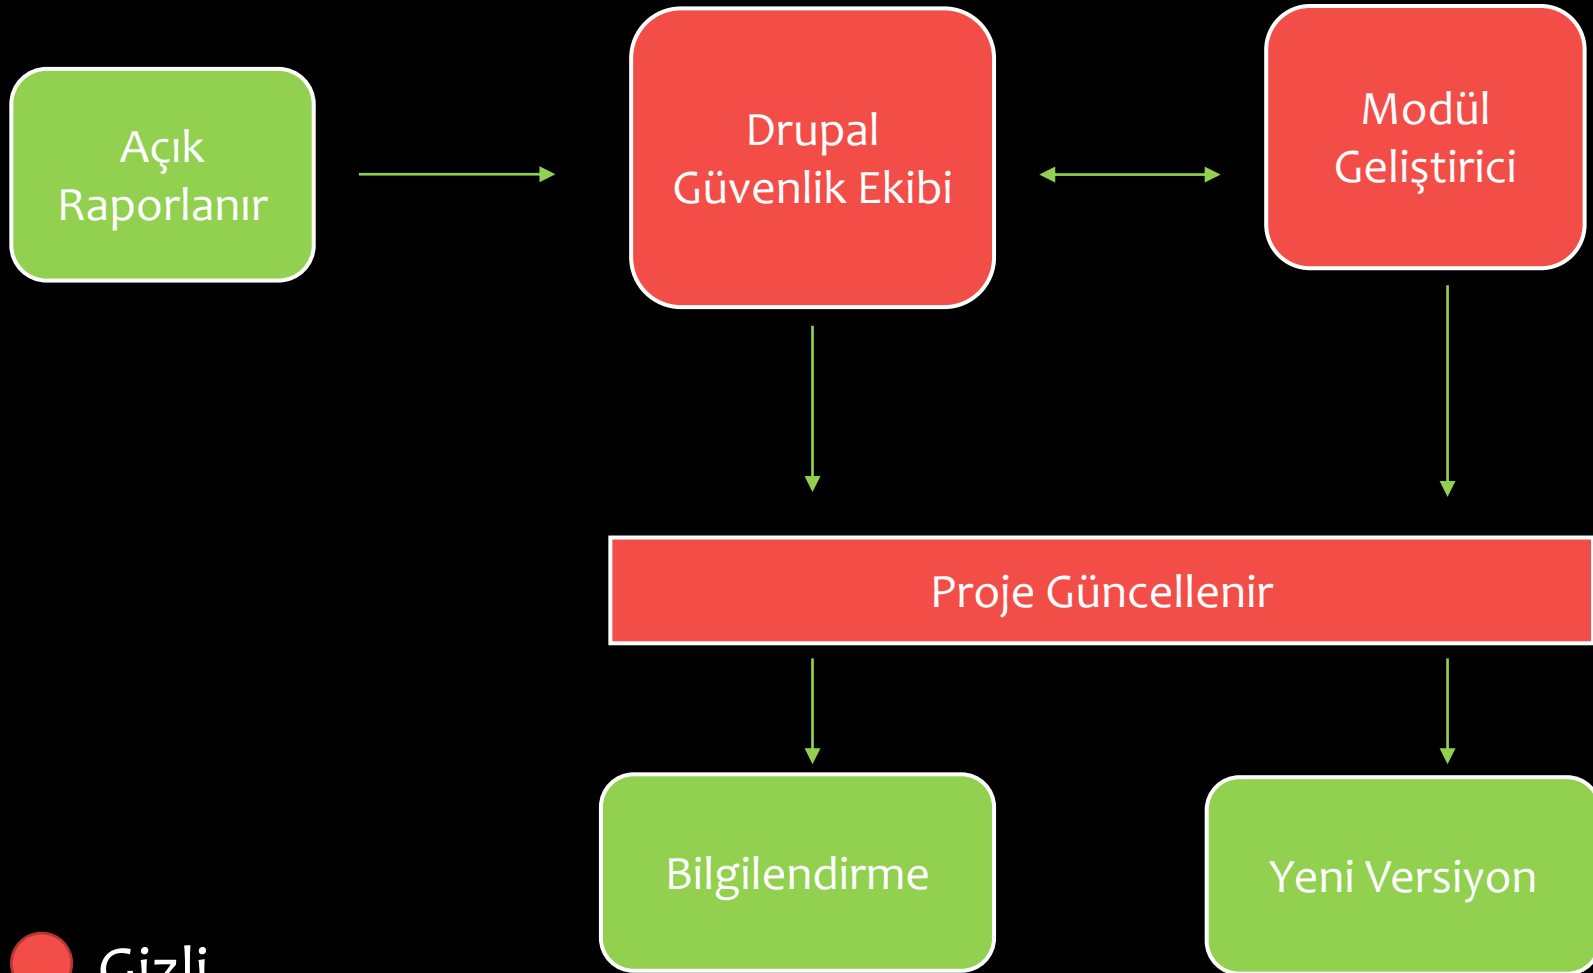 Açık
Raporlanır
Drupal
Güvenlik Ekibi
Modül
Geliştirici
Proje Güncellenir
Bilgilendirme
Yeni Versiyon
Gizli